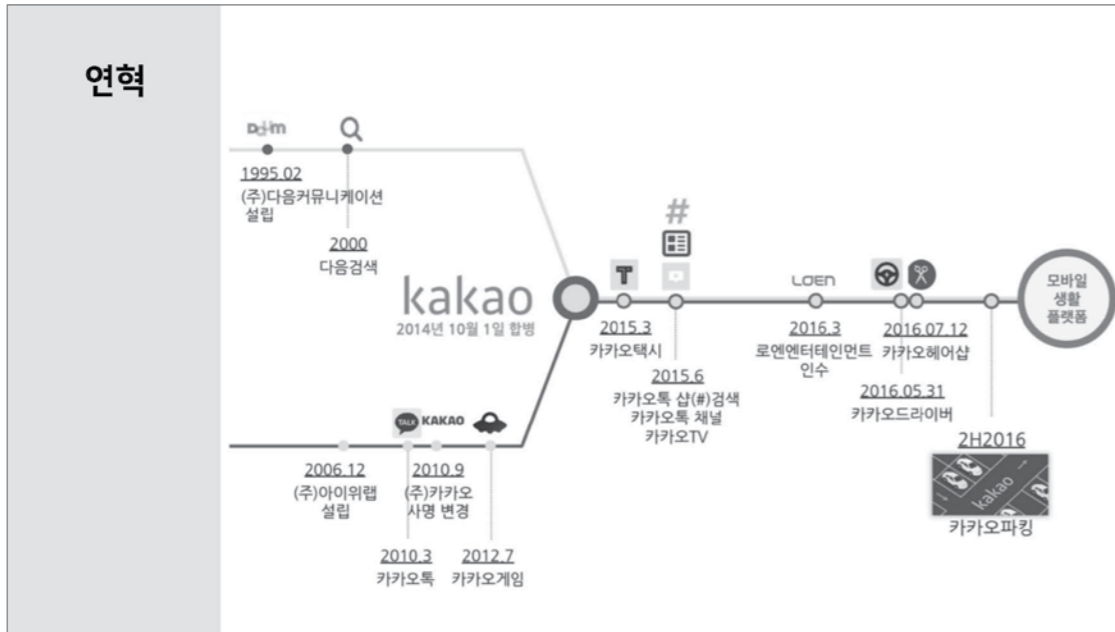 연혁
Daum
1995.02
(주)다음커뮤니케이션
설립
2000
다음검색
kakao
2014년 10월 1일 합병
TALK
KAKAO
2006.12
(주)아이위랩
설립
2010.3
카카오톡
2010.9
(주)카카오
사명 변경
2012.7
카카오게임
T
2015.3
카카오택시
#
2015.6
카카오톡 샵(#)검색
카카오톡 채널
카카오TV
LOEN
2016.3
로엔엔터테인먼트
인수
2016.05.31
카카오드라이버
2016.07.12
카카오헤어샵
2H2016
kakao
카카오파킹
모바일
생활
플랫폼